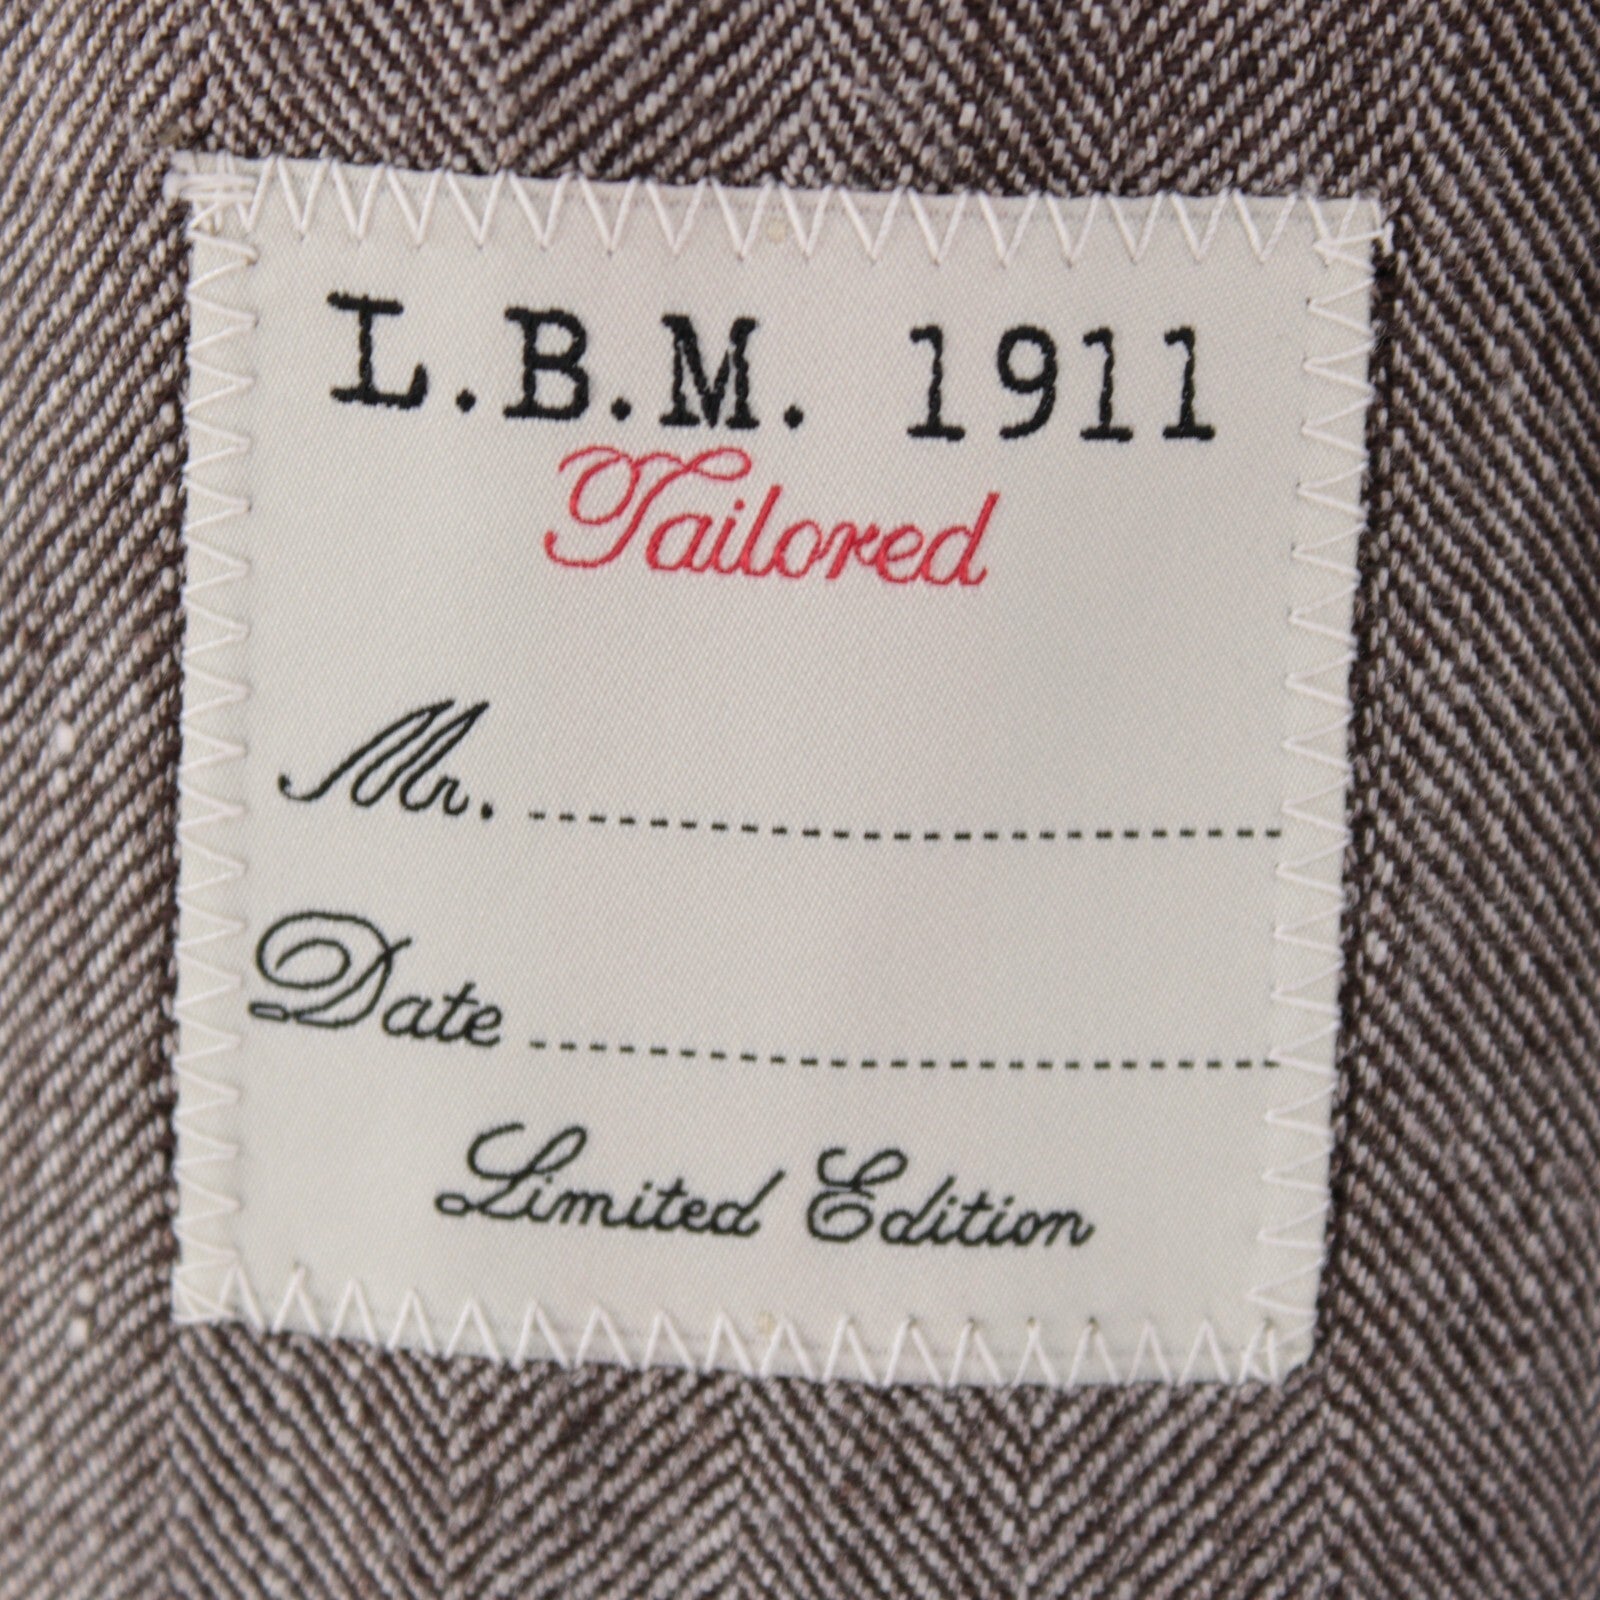 L.B.M. 1911
Tailored
Mr. -------------------------
Date -------------------------
Limited Edition